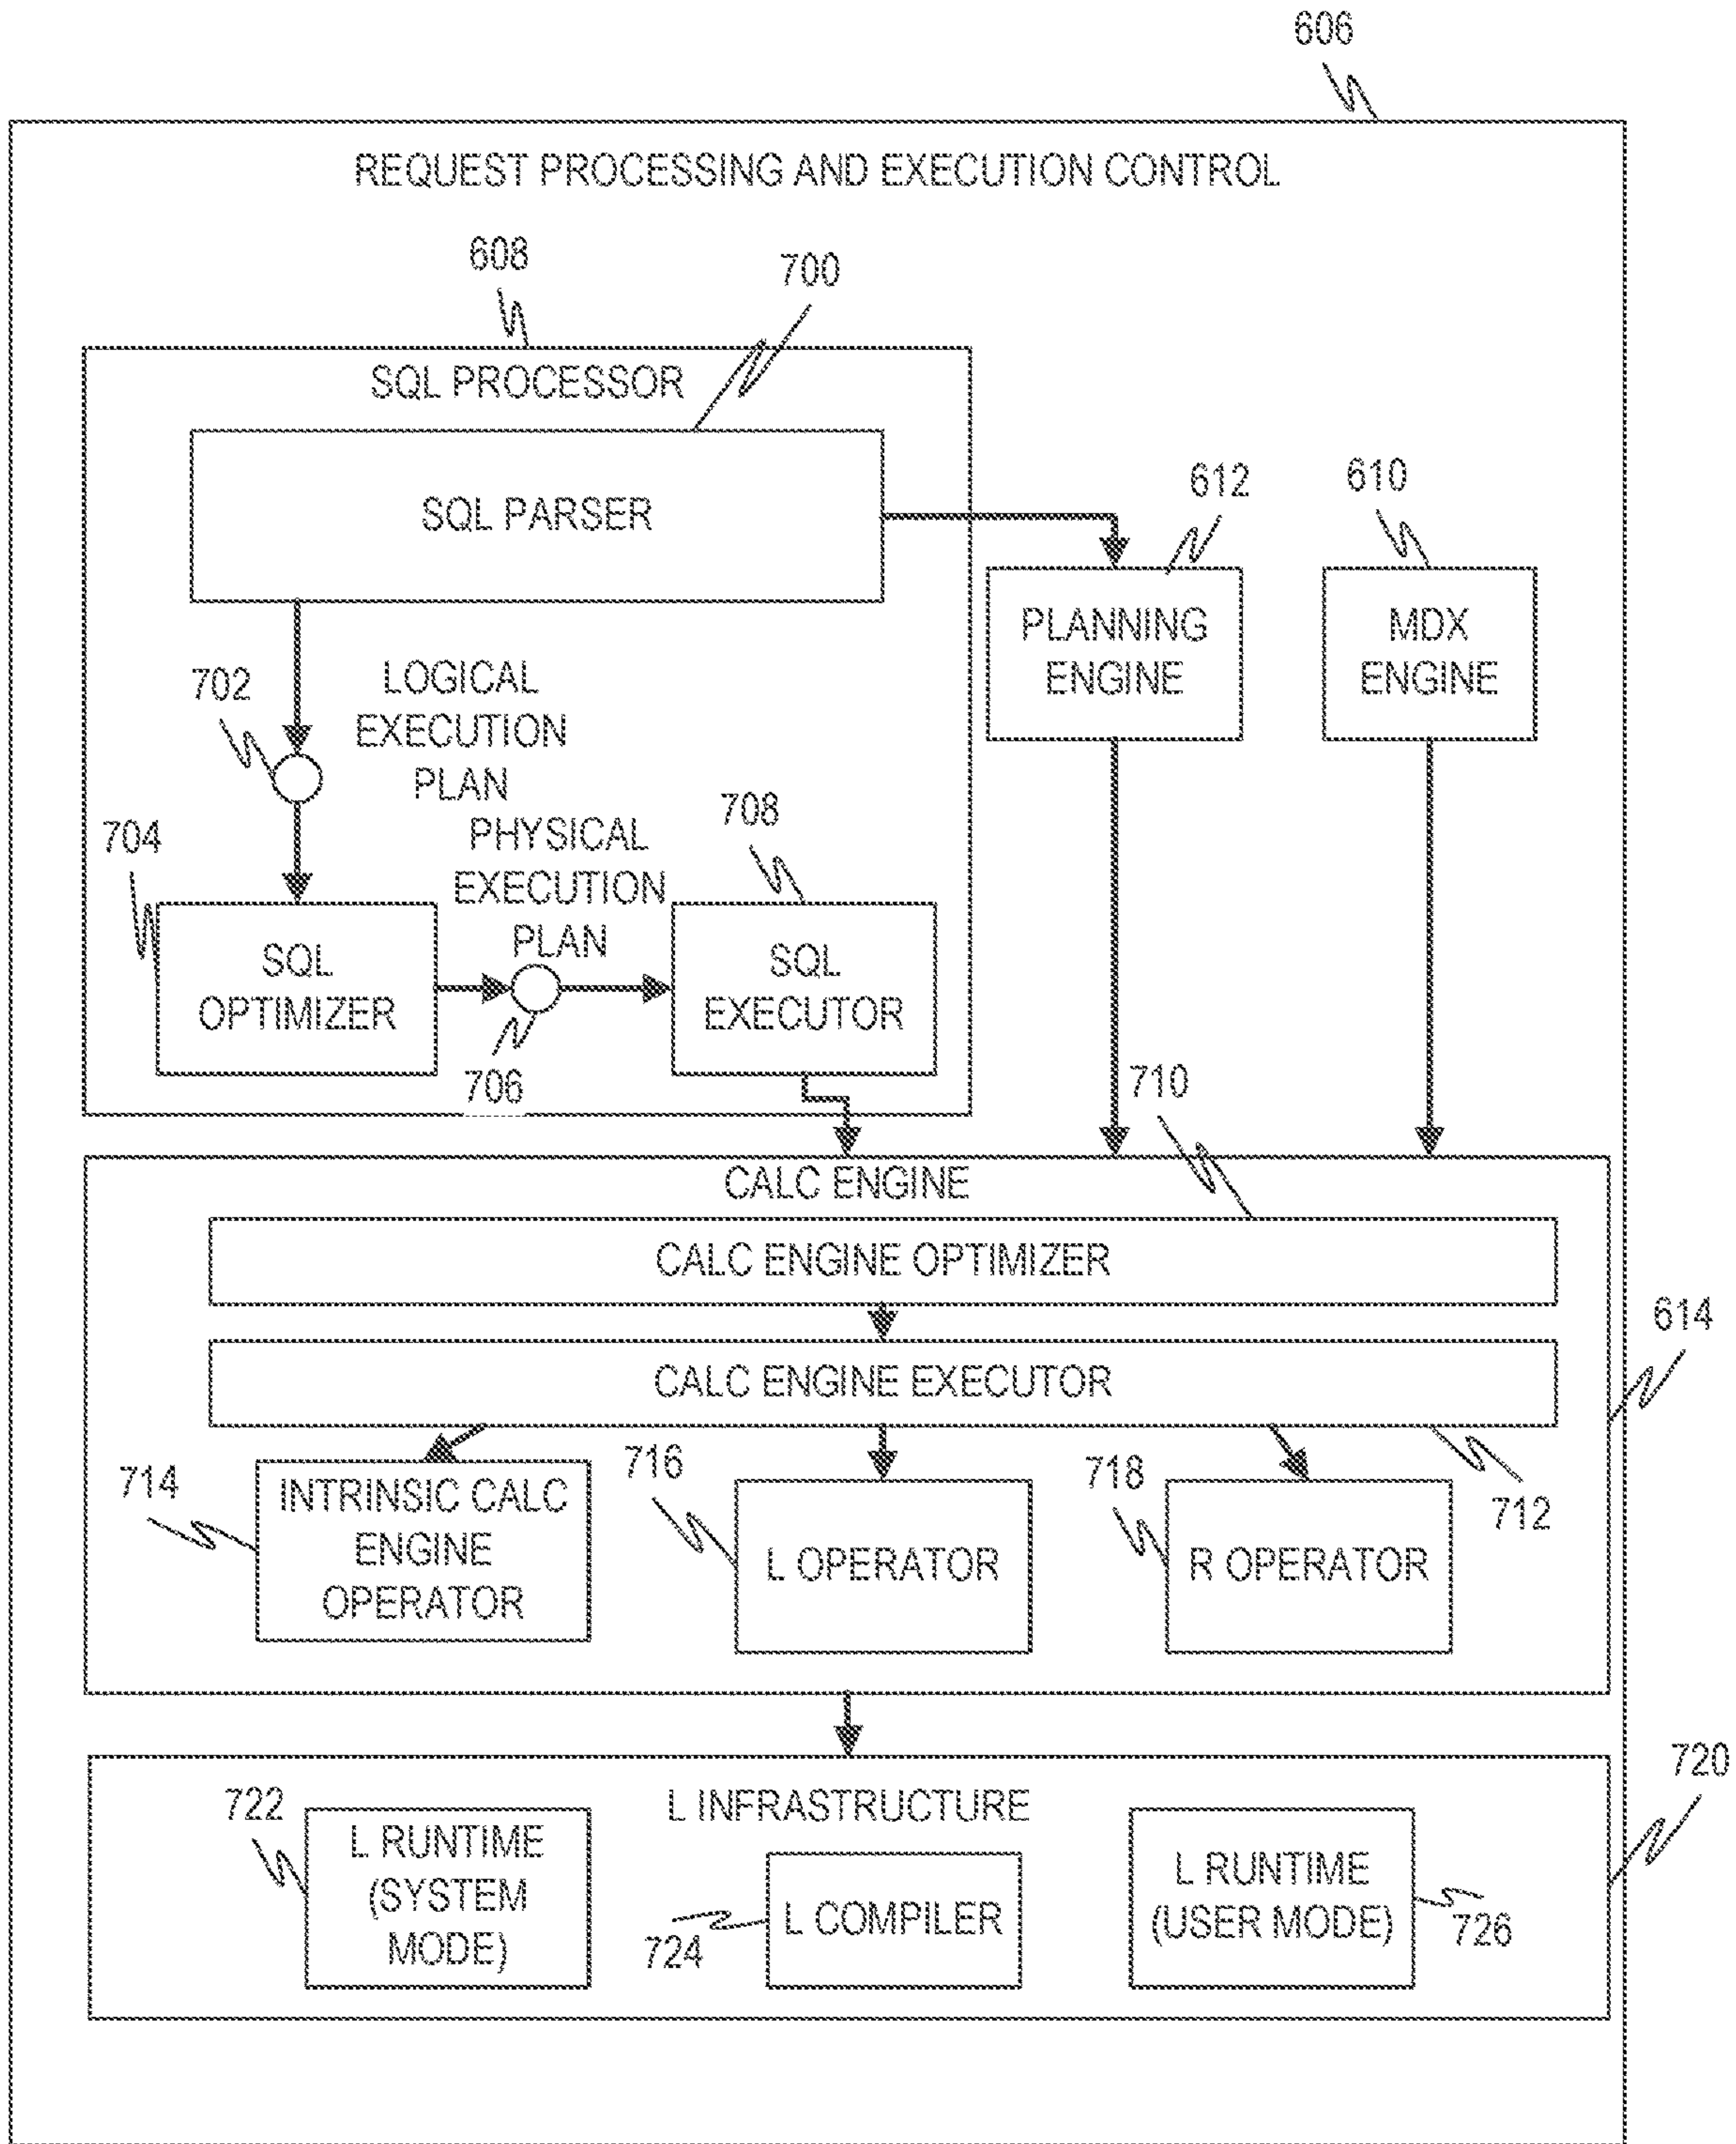 606
REQUEST PROCESSING AND EXECUTION CONTROL
608
700
SQL PROCESSOR
SQL PARSER
612
610
PLANNING
ENGINE
MDX
ENGINE
702
LOGICAL
EXECUTION
PLAN
704
PHYSICAL
EXECUTION
PLAN
708
SQL
OPTIMIZER
SQL
EXECUTOR
706
710
CALC ENGINE
CALC ENGINE OPTIMIZER
614
CALC ENGINE EXECUTOR
714
INTRINSIC CALC
ENGINE
OPERATOR
716
L OPERATOR
718
R OPERATOR
712
720
L INFRASTRUCTURE
722
L RUNTIME
(SYSTEM
MODE)
724
L COMPILER
L RUNTIME
(USER MODE)
726